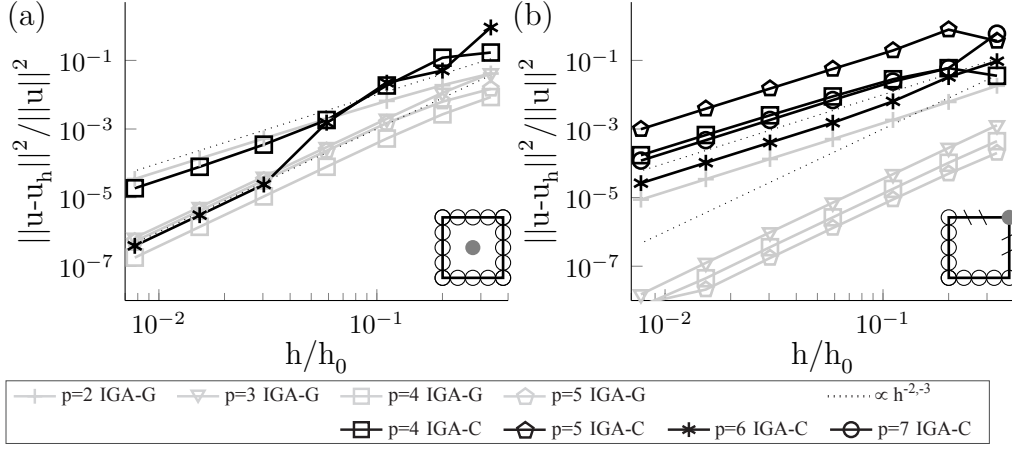 (a)
||u-u_h||^2/||u||^2
10^{-1}
10^{-3}
10^{-5}
10^{-7}
10^{-2}
10^{-1}
h/h_0
(b)
||u-u_h||^2/||u||^2
10^{-1}
10^{-3}
10^{-5}
10^{-7}
10^{-2}
10^{-1}
h/h_0
p=2 IGA-G p=3 IGA-G p=4 IGA-G p=5 IGA-G ∝ h^{-2,-3}
p=4 IGA-C p=5 IGA-C p=6 IGA-C p=7 IGA-C